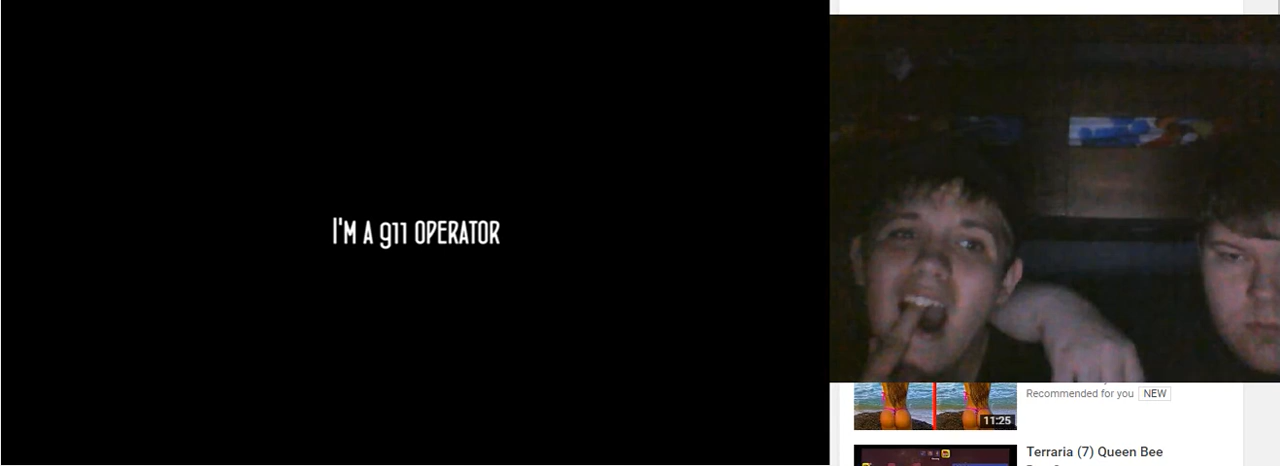 I'M A 911 OPERATOR
Recommended for you NEW
11:25
Terraria (7) Queen Bee